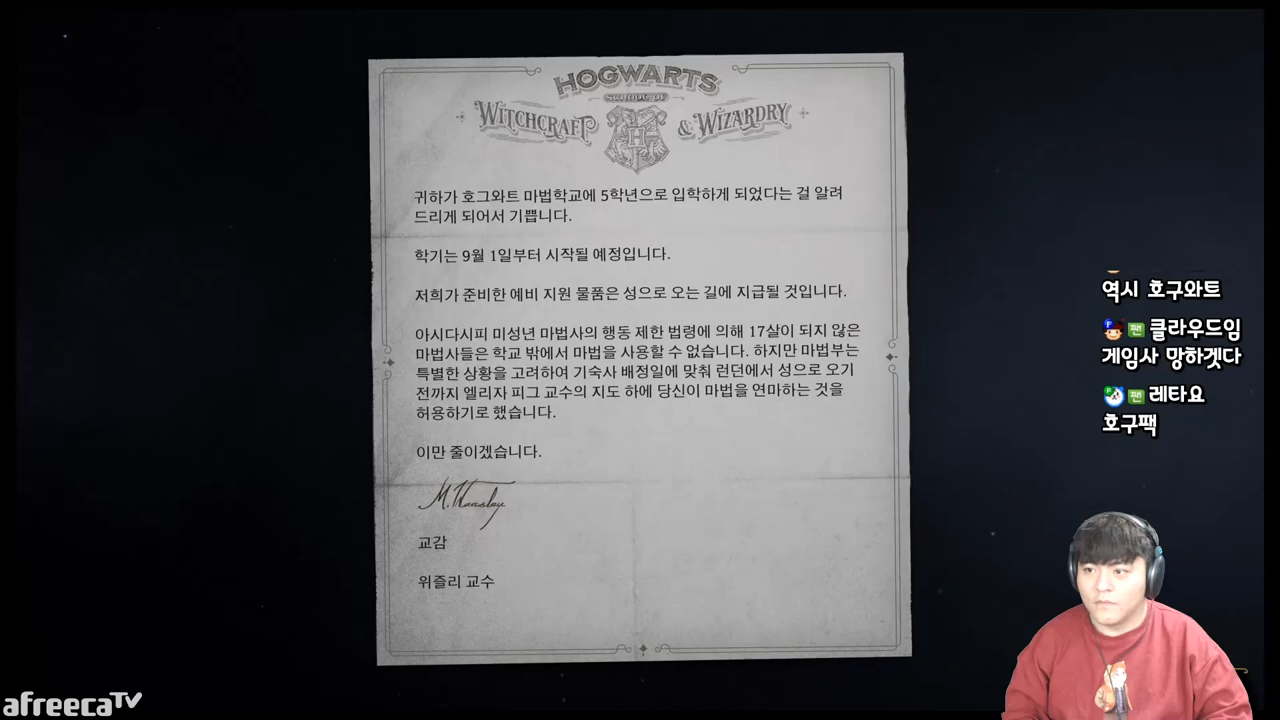 HOGWARTS
SCHOOL OF
WITCHCRAFT & WIZARDRY
H
귀하가 호그와트 마법학교에 5학년으로 입학하게 되었다는 걸 알려
드리게 되어서 기쁩니다.
학기는 9월 1일부터 시작될 예정입니다.
저희가 준비한 예비 지원 물품은 성으로 오는 길에 지급될 것입니다.
아시다시피 미성년 마법사의 행동 제한 법령에 의해 17살이 되지 않은
마법사들은 학교 밖에서 마법을 사용할 수 없습니다. 하지만 마법부는
특별한 상황을 고려하여 기숙사 배정일에 맞춰 런던에서 성으로 오기
전까지 엘리자 피그 교수의 지도 하에 당신이 마법을 연마하는 것을
허용하기로 했습니다.
이만 줄이겠습니다.
M. Weasley
교감
위즐리 교수
역시 호구와트
F 팬 클라우드임
게임사 망하겟다
F 팬 레타요
호구팩
afreecaTV